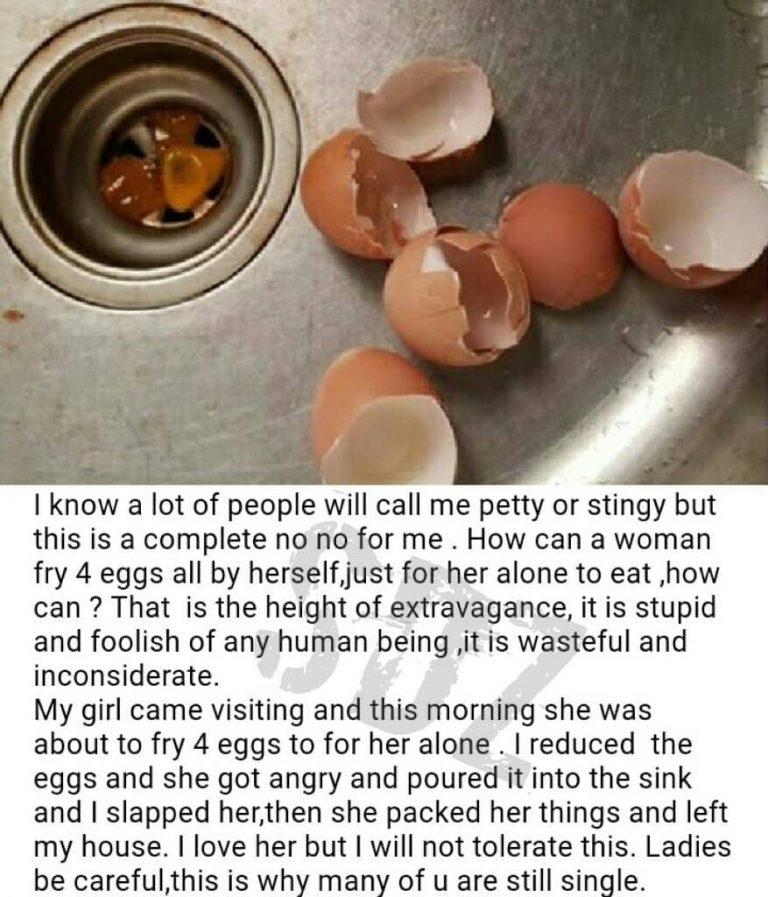 I know a lot of people will call me petty or stingy but
this is a complete no no for me . How can a woman
fry 4 eggs all by herself,just for her alone to eat ,how
can ? That  is the height of extravagance, it is stupid
and foolish of any human being ,it is wasteful and
inconsiderate.
My girl came visiting and this morning she was
about to fry 4 eggs to for her alone . I reduced  the
eggs and she got angry and poured it into the sink
and I slapped her,then she packed her things and left
my house. I love her but I will not tolerate this. Ladies
be careful,this is why many of u are still single.